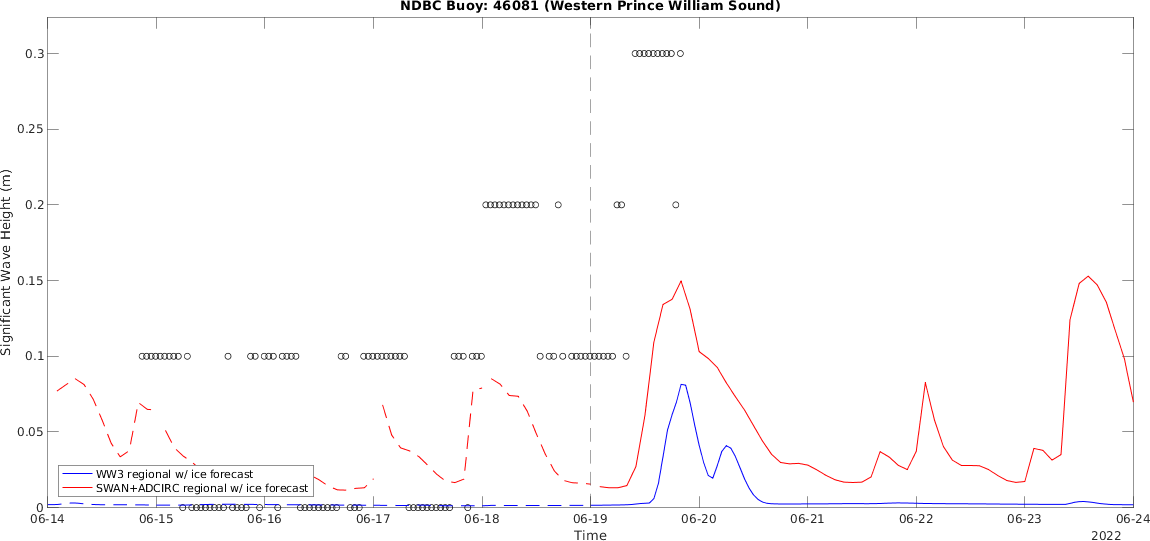 NDBC Buoy: 46081 (Western Prince William Sound)
Significant Wave Height (m)
0.3
0.25
0.2
0.15
0.1
0.05
0
WW3 regional w/ ice forecast
SWAN+ADCIRC regional w/ ice forecast
06-14 06-15 06-16 06-17 06-18 06-19 06-20 06-21 06-22 06-23 06-24
Time
2022